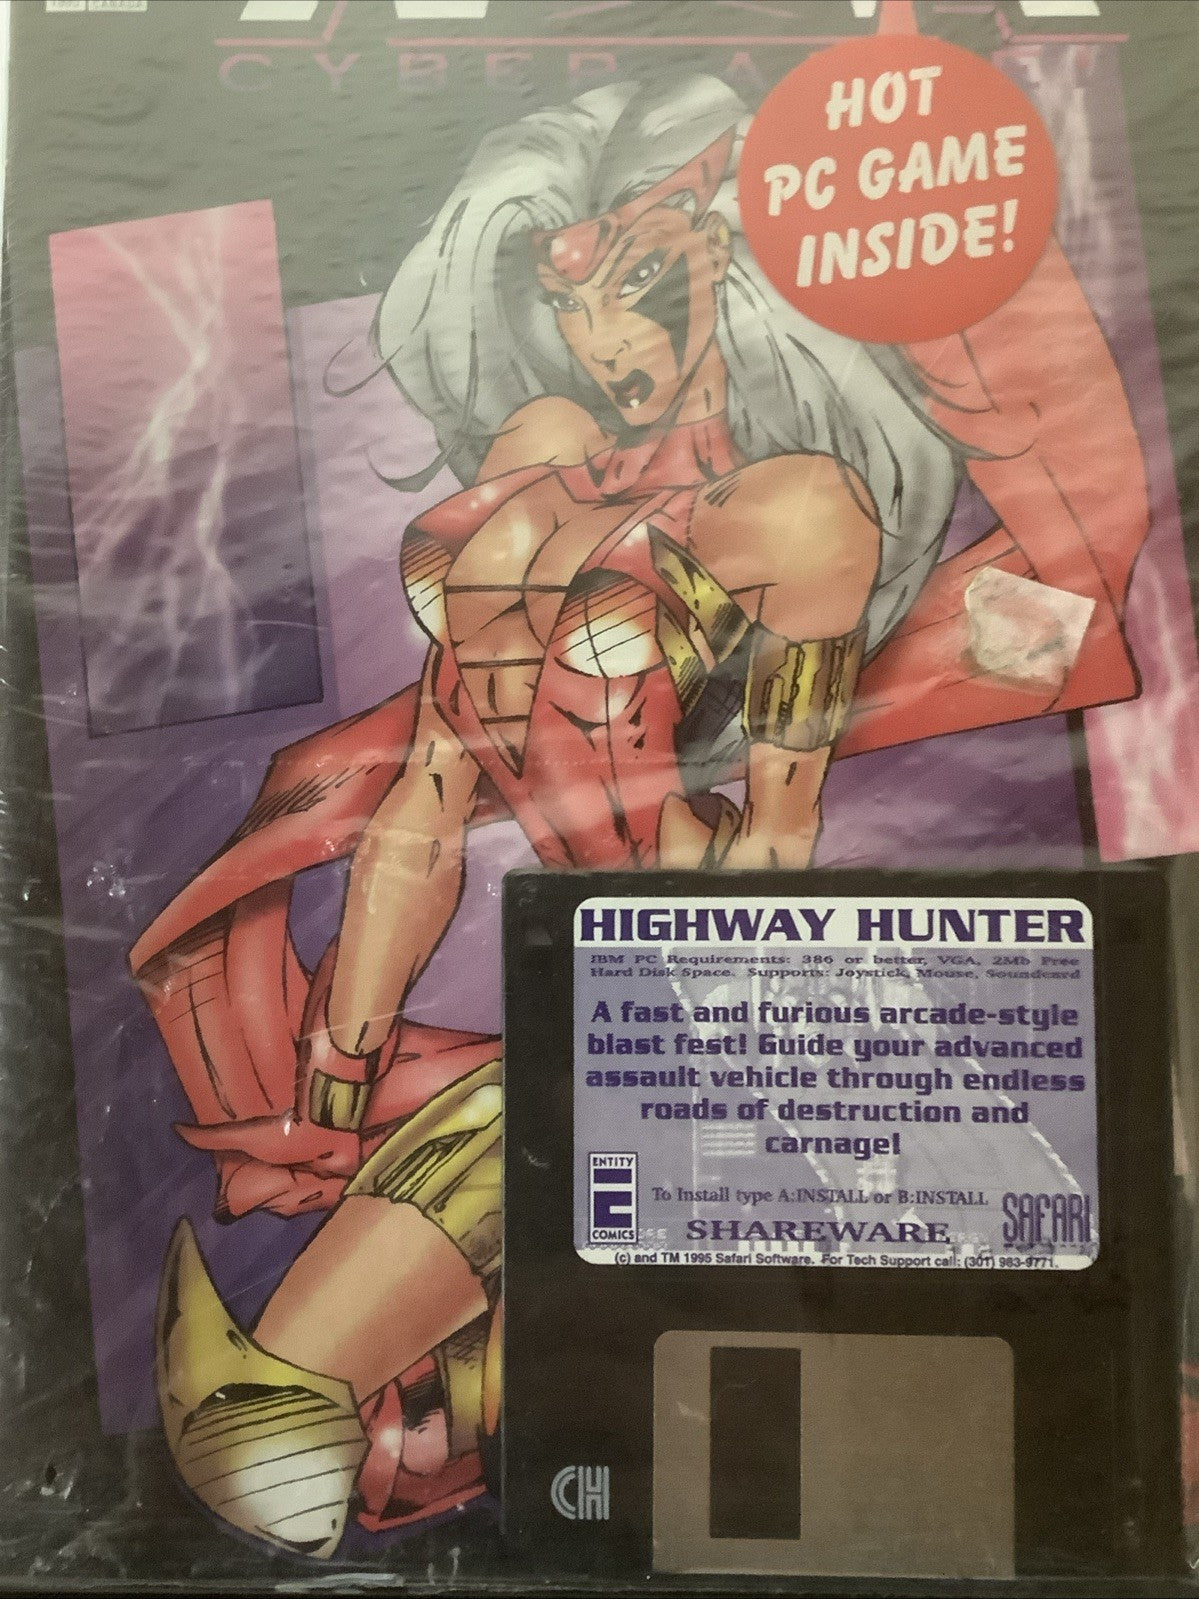 HOT
PC GAME
INSIDE!
HIGHWAY HUNTER
IBM PC Requirements: 386 or better, VGA, 2Mb Free
Hard Disk Space. Supports: Joystick, Mouse, Soundcard
A fast and furious arcade-style
blast fest! Guide your advanced
assault vehicle through endless
roads of destruction and
carnage!
ENTITY
E
COMICS
To Install type A:INSTALL or B:INSTALL
SHAREWARE
SAFARI
(c) and TM 1995 Safari Software. For Tech Support call: (301) 983-9771.
CH